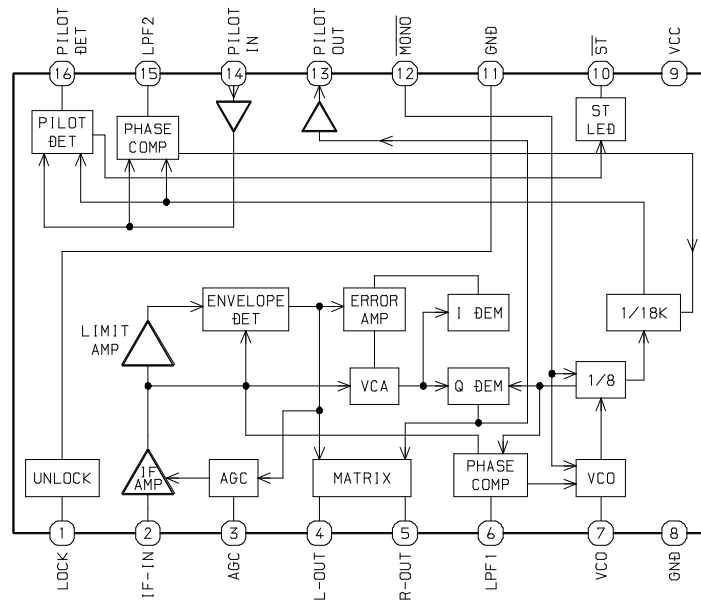 PILOT
DET
LPF2
PILOT
IN
PILOT
OUT
MONO
GND
ST
VCC
16
15
14
13
12
11
10
9
PILOT
DET
PHASE
COMP
ST
LED
ENVELOPE
DET
ERROR
AMP
I DEM
1/18K
LIMIT
AMP
VCA
Q DEM
1/8
UNLOCK
IF
AMP
AGC
MATRIX
PHASE
COMP
VCO
1
2
3
4
5
6
7
8
LOCK
IF-IN
AGC
L-OUT
R-OUT
LPF1
VCO
GND